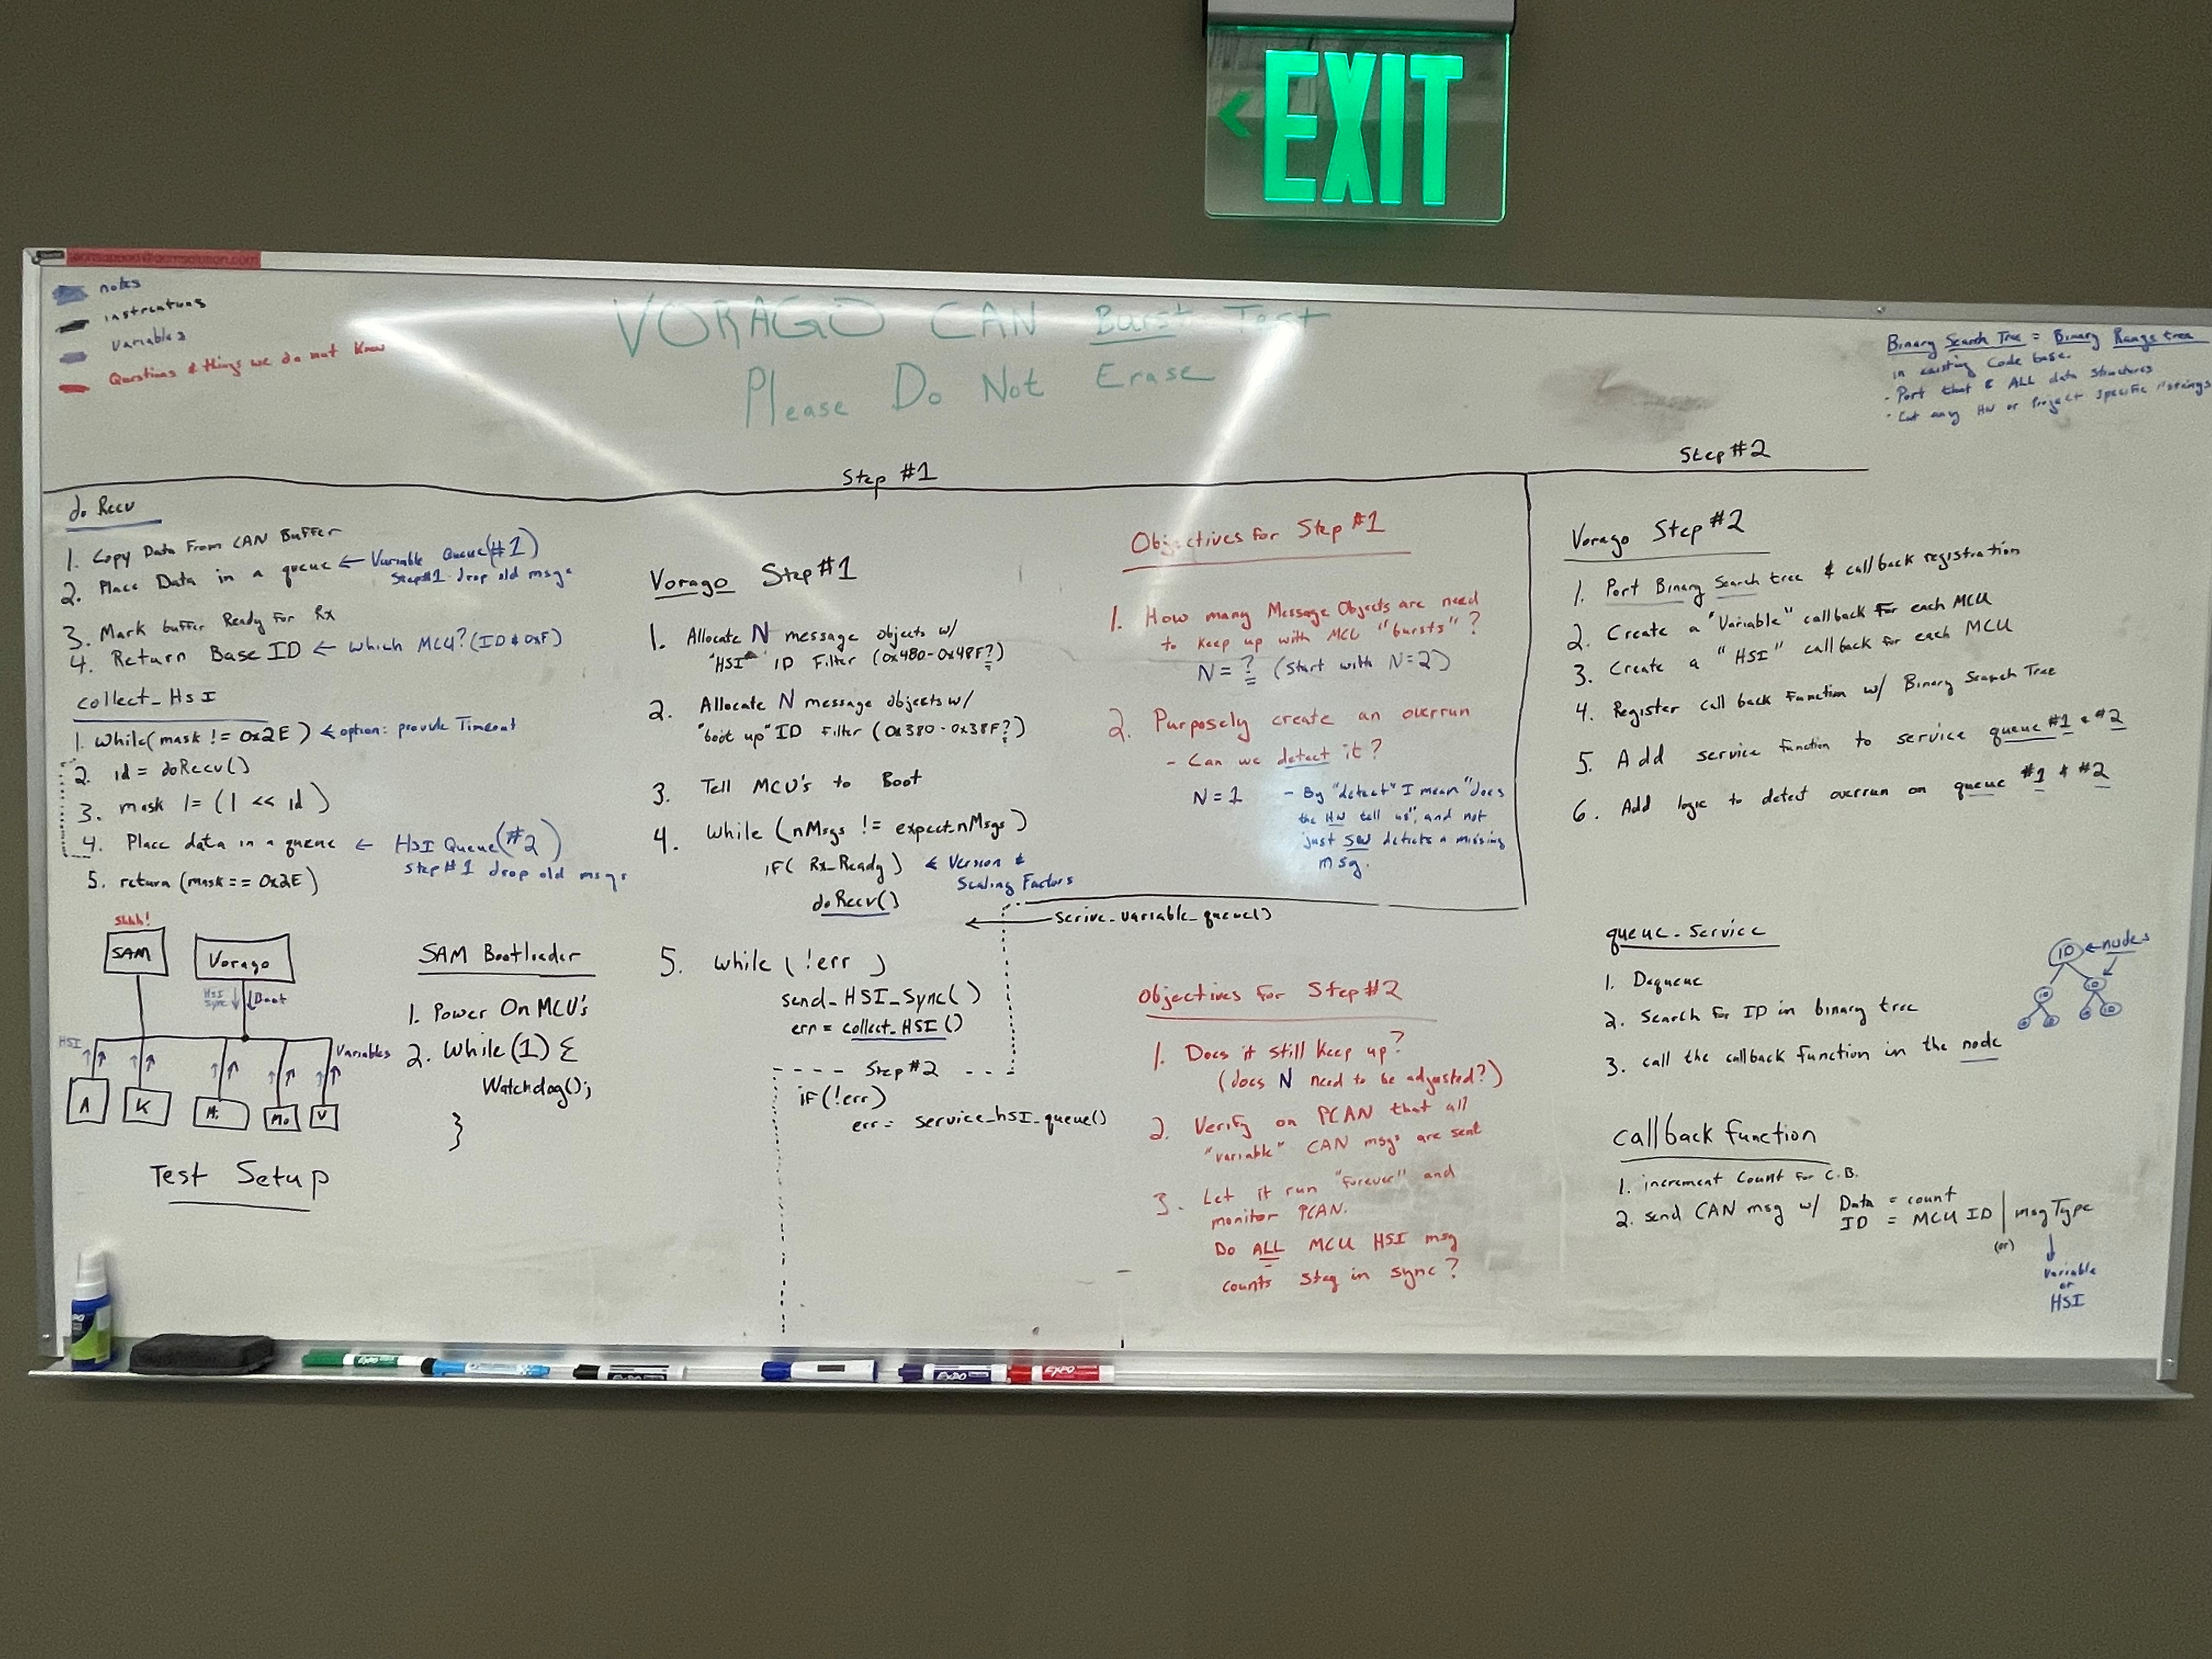 EXIT
notes
instructions
variables
Questions & things we do not know
VORAGO CAN Burst Test
Please Do Not Erase
Binary Search Tree = Binary Range tree
in existing Code base.
- Port that & ALL data structures
- Cut any HW or Project specific
Step #1
Step #2
do Recv
1. Copy Data From CAN Buffer
2. Place Data in a queue ← Variable Queue (#1)
Step#1 - drop old msgs
3. Mark buffer Ready for Rx
4. Return Base ID ← which MCU? (ID & 0xF)
collect_HSI
1. While(mask != 0x2E) ← option: provide Timeout
2. id = doRecv()
3. mask |= (1 << id)
4. Place data in a queue ← HSI Queue(#2)
step#1 drop old msgs
5. return (mask == 0x2E)
Shhh!
SAM
Vorago
HSI
Sync
↓Boot
HSI
Variables
A
K
Mi
Mo
V
Test Setup
SAM Bootloader
1. Power On MCU's
2. While(1) {
Watchdog();
}
Vorago Step #1
1. Allocate N message objects w/
"HSI" ID Filter (0x480-0x48F?)
2. Allocate N message objects w/
"boot up" ID Filter (0x380-0x38F?)
3. Tell MCU's to Boot
4. While (nMsgs != expect_nMsgs)
if( Rx_Ready) ← Version &
Scaling Factors
doRecv()
← serive_variable_queue()
5. while ( !err )
send_HSI_Sync()
err = collect_HSI()
Step#2
if(!err)
err = service_hSI_queue()
Objectives for Step #1
1. How many Message Objects are need
to keep up with MCU "bursts"?
N = ? (Start with N=2)
2. Purposely create an overrun
- Can we detect it?
N = 1 - By "detect" I mean "does
the HW tell us", and not
just SW detects a missing
msg.
Objectives for Step #2
1. Does it still keep up?
(does N need to be adjusted?)
2. Verify on PCAN that all
"variable" CAN msgs are sent
3. Let it run "forever" and
monitor PCAN.
Do ALL MCU HSI msg
counts stay in sync?
Vorago Step #2
1. Port Binary Search tree & callback registration
2. Create a "Variable" callback for each MCU
3. Create a "HSI" callback for each MCU
4. Register call back Function w/ Binary Search Tree
5. Add service function to service queue #1 & #2
6. Add logic to detect overrun on queue #1 & #2
queue_Service
1. Dequeue
2. Search for ID in binary tree
3. call the callback function in the node
ID ← nodes
callback function
1. increment Count for C.B.
2. send CAN msg w/ Data = count
ID = MCU ID | msgType
(or)
variable
or
HSI
EXPO
EXPO
EXPO
EXPO